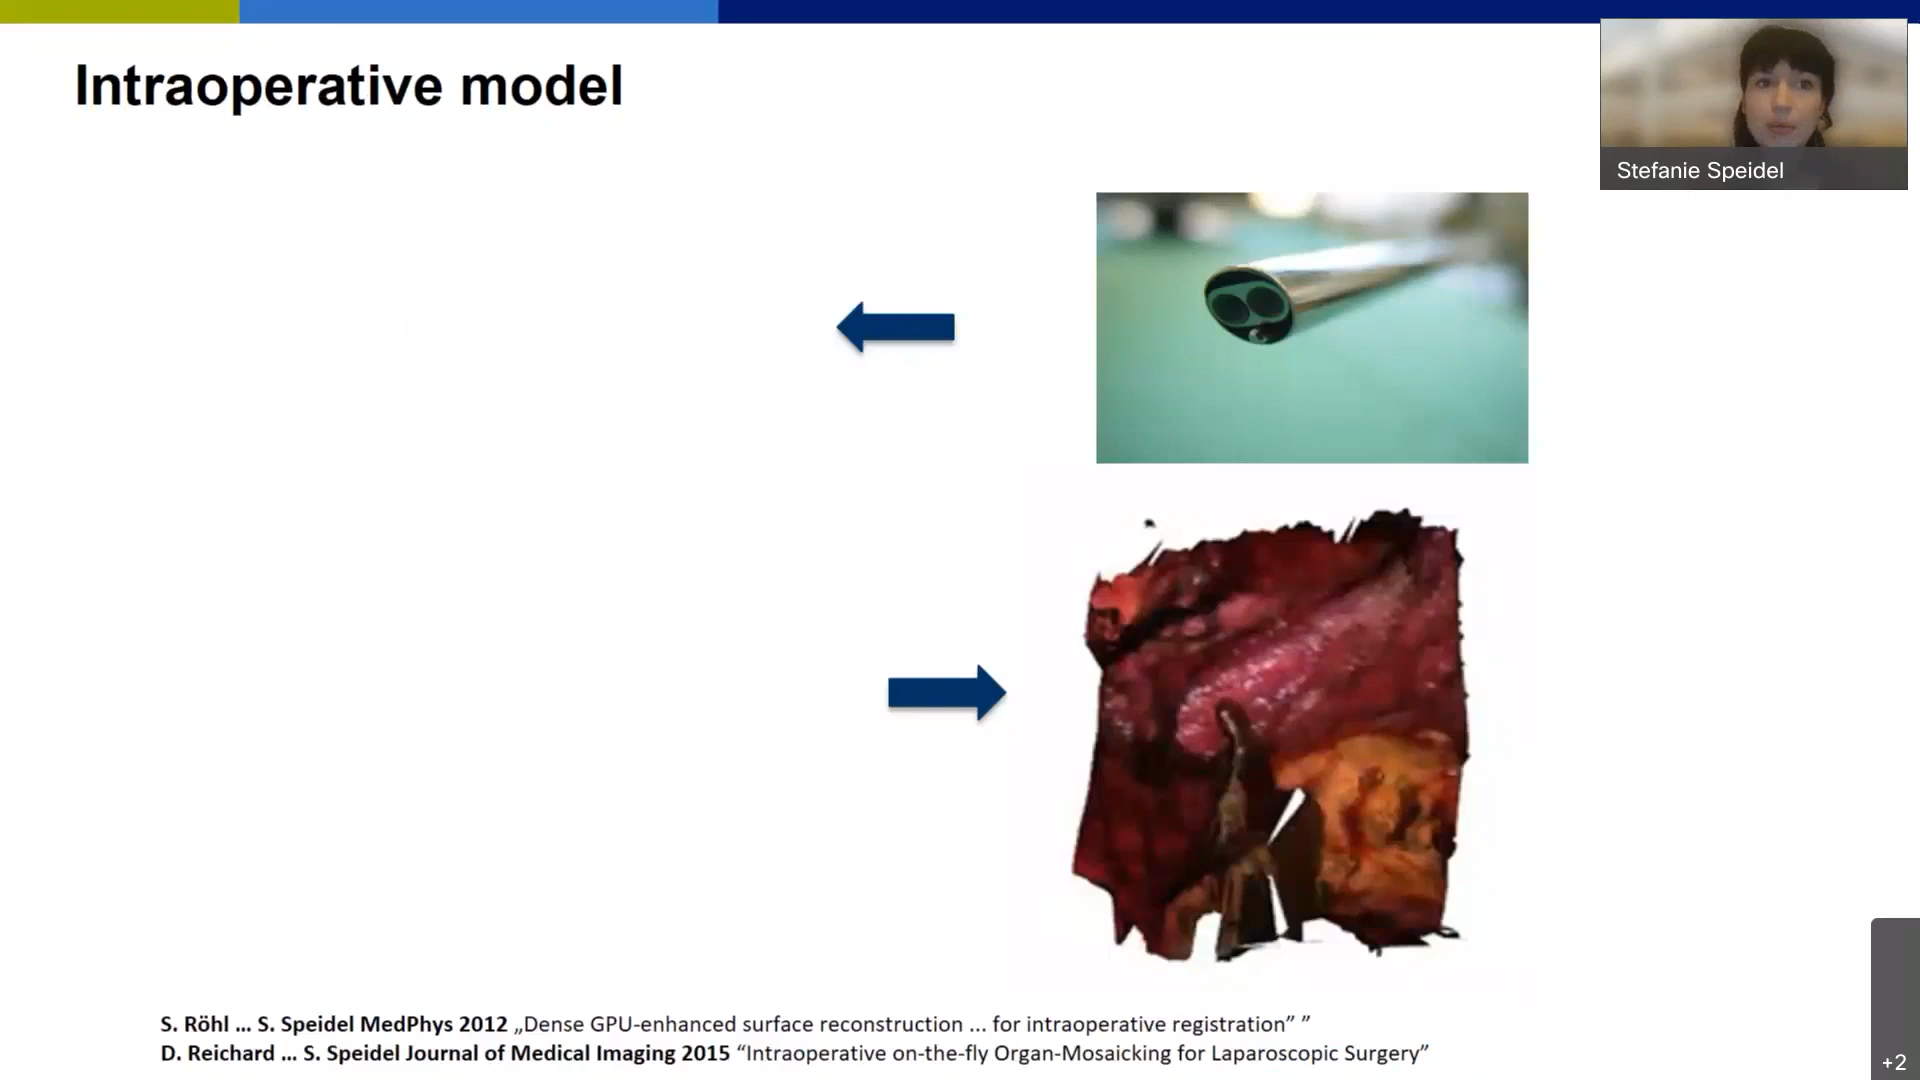 Intraoperative model
Stefanie Speidel
S. Röhl ... S. Speidel MedPhys 2012 „Dense GPU-enhanced surface reconstruction ... for intraoperative registration” ”
D. Reichard ... S. Speidel Journal of Medical Imaging 2015 “Intraoperative on-the-fly Organ-Mosaicking for Laparoscopic Surgery”
+2